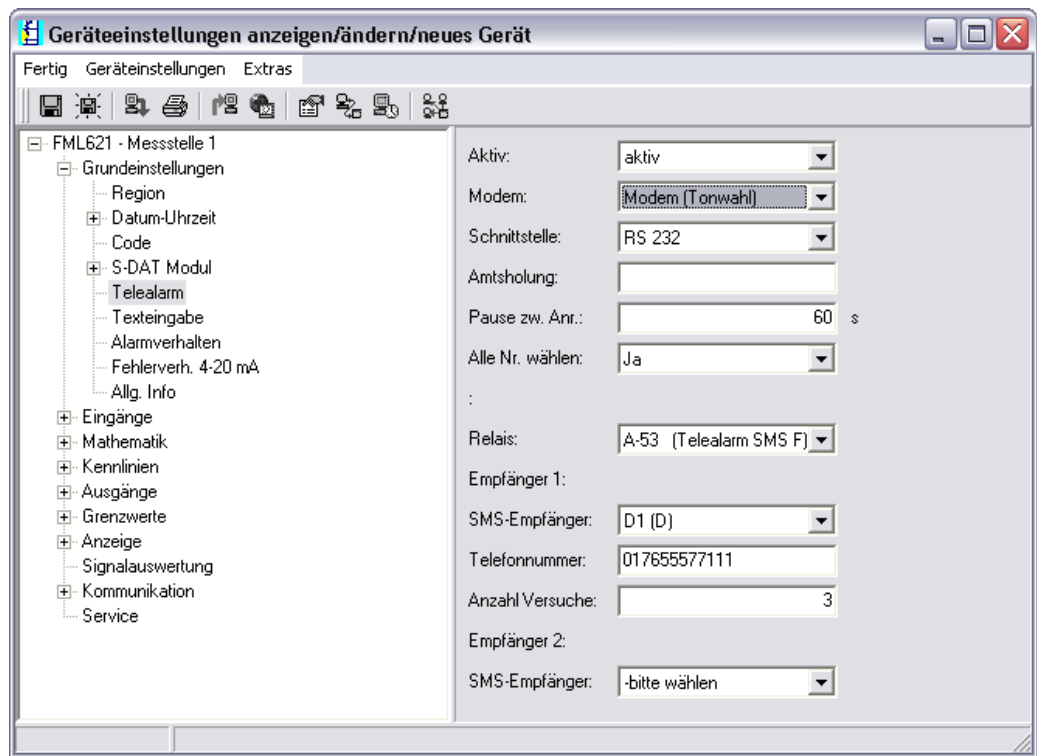 Geräteeinstellungen anzeigen/ändern/neues Gerät
Fertig Geräteinstellungen Extras
FML621 - Messstelle 1
Grundeinstellungen
Region
Datum-Uhrzeit
Code
S-DAT Modul
Telealarm
Texteingabe
Alarmverhalten
Fehlerverh. 4-20 mA
Allg. Info
Eingänge
Mathematik
Kennlinien
Ausgänge
Grenzwerte
Anzeige
Signalauswertung
Kommunikation
Service
Aktiv: aktiv
Modem: Modem (Tonwahl)
Schnittstelle: RS 232
Amtsholung:
Pause zw. Anr.: 60 s
Alle Nr. wählen: Ja
:
Relais: A-53 (Telealarm SMS F)
Empfänger 1:
SMS-Empfänger: D1 (D)
Telefonnummer: 017655577111
Anzahl Versuche: 3
Empfänger 2:
SMS-Empfänger: -bitte wählen